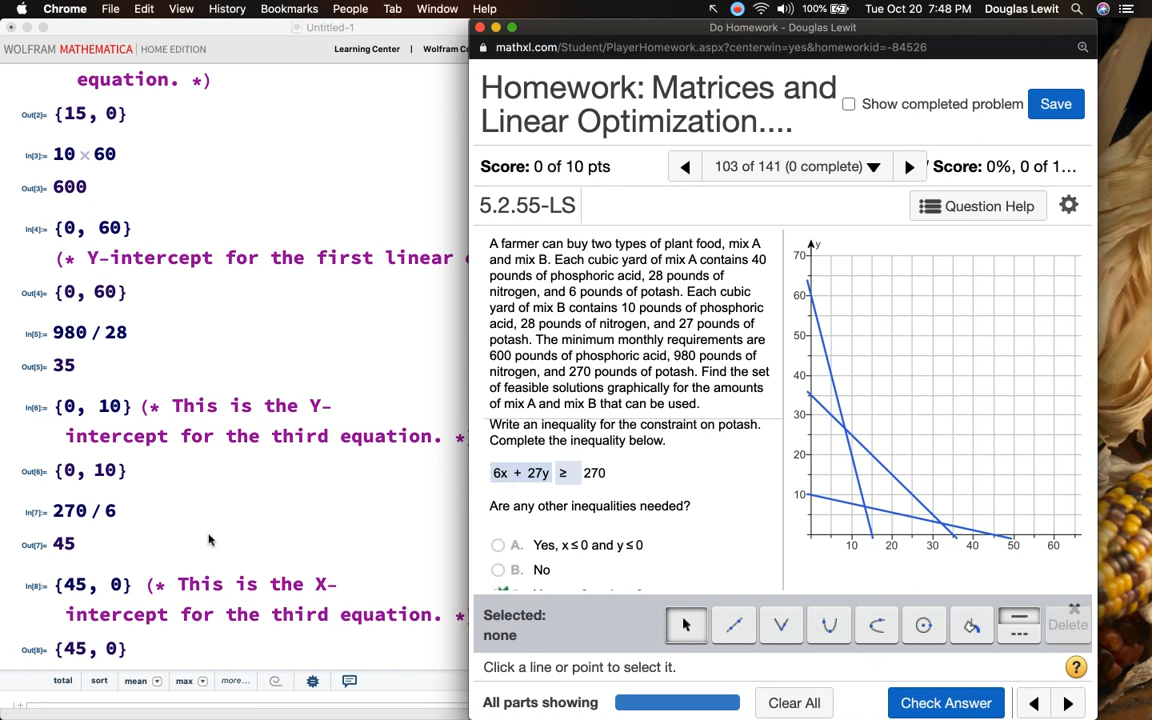 Chrome File Edit View History Bookmarks People Tab Window Help 100% Tue Oct 20 7:48 PM Douglas Lewit
Untitled-1
WOLFRAM MATHEMATICA | HOME EDITION Learning Center | Wolfram Co
equation. *)
Out[2]= {15, 0}
In[3]:= 10 × 60
Out[3]= 600
In[4]:= {0, 60}
(* Y-intercept for the first linear e
Out[4]= {0, 60}
In[5]:= 980 / 28
Out[5]= 35
In[6]:= {0, 10} (* This is the Y-
intercept for the third equation. *
Out[6]= {0, 10}
In[7]:= 270 / 6
Out[7]= 45
In[8]:= {45, 0} (* This is the X-
intercept for the third equation. *
Out[8]= {45, 0}
total sort mean max more...
Do Homework - Douglas Lewit
mathxl.com/Student/PlayerHomework.aspx?centerwin=yes&homeworkid=-84526
Homework: Matrices and
Linear Optimization....
Show completed problem Save
Score: 0 of 10 pts 103 of 141 (0 complete) Score: 0%, 0 of 1...
5.2.55-LS Question Help
A farmer can buy two types of plant food, mix A
and mix B. Each cubic yard of mix A contains 40
pounds of phosphoric acid, 28 pounds of
nitrogen, and 6 pounds of potash. Each cubic
yard of mix B contains 10 pounds of phosphoric
acid, 28 pounds of nitrogen, and 27 pounds of
potash. The minimum monthly requirements are
600 pounds of phosphoric acid, 980 pounds of
nitrogen, and 270 pounds of potash. Find the set
of feasible solutions graphically for the amounts
of mix A and mix B that can be used.
Write an inequality for the constraint on potash.
Complete the inequality below.
6x + 27y ≥ 270
Are any other inequalities needed?
A. Yes, x ≤ 0 and y ≤ 0
B. No
y
70
60
50
40
30
20
10
10 20 30 40 50 60
Selected:
none
Delete
Click a line or point to select it.
?
All parts showing Clear All Check Answer